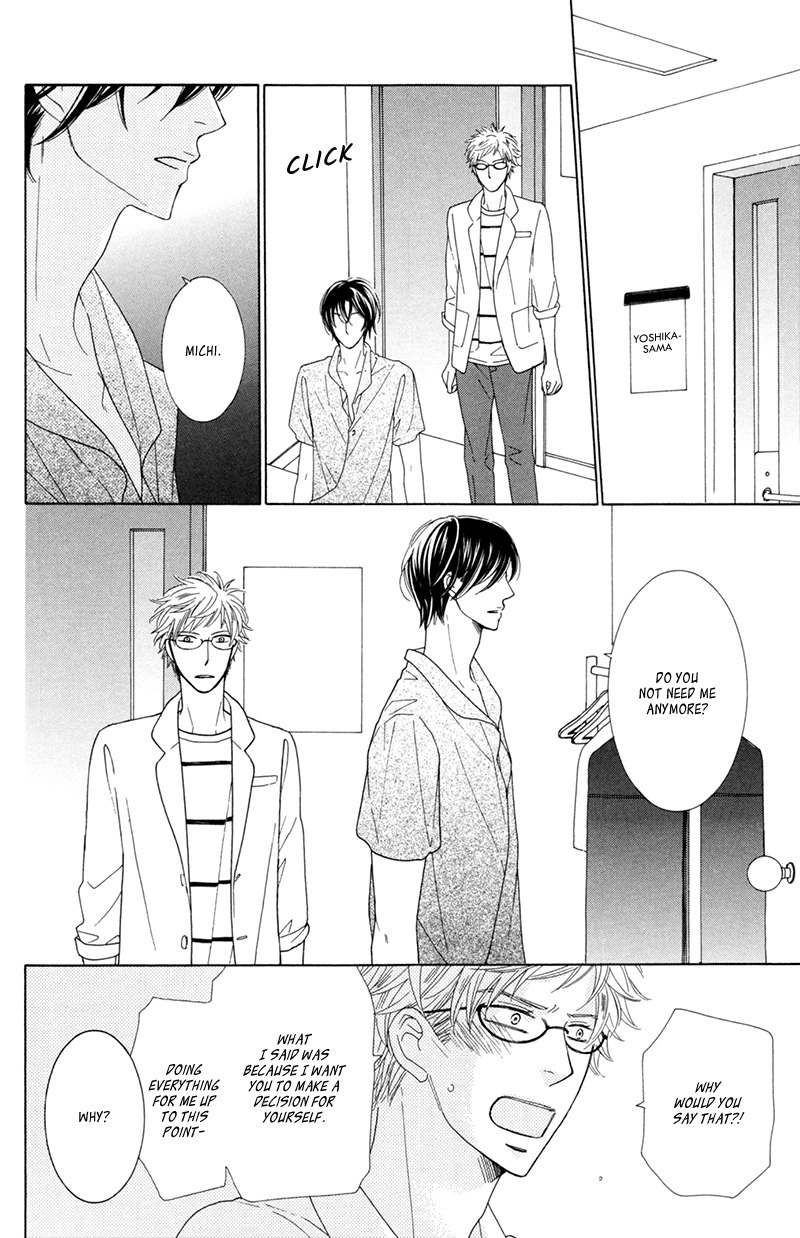 YOSHIKA-
SAMA
CLICK
MICHI.
DO YOU
NOT NEED ME
ANYMORE?
WHY
WOULD YOU
SAY THAT?!
WHAT
I SAID WAS
BECAUSE I WANT
YOU TO MAKE A
DECISION FOR
YOURSELF.
DOING
EVERYTHING
FOR ME UP
TO THIS
POINT-
WHY?